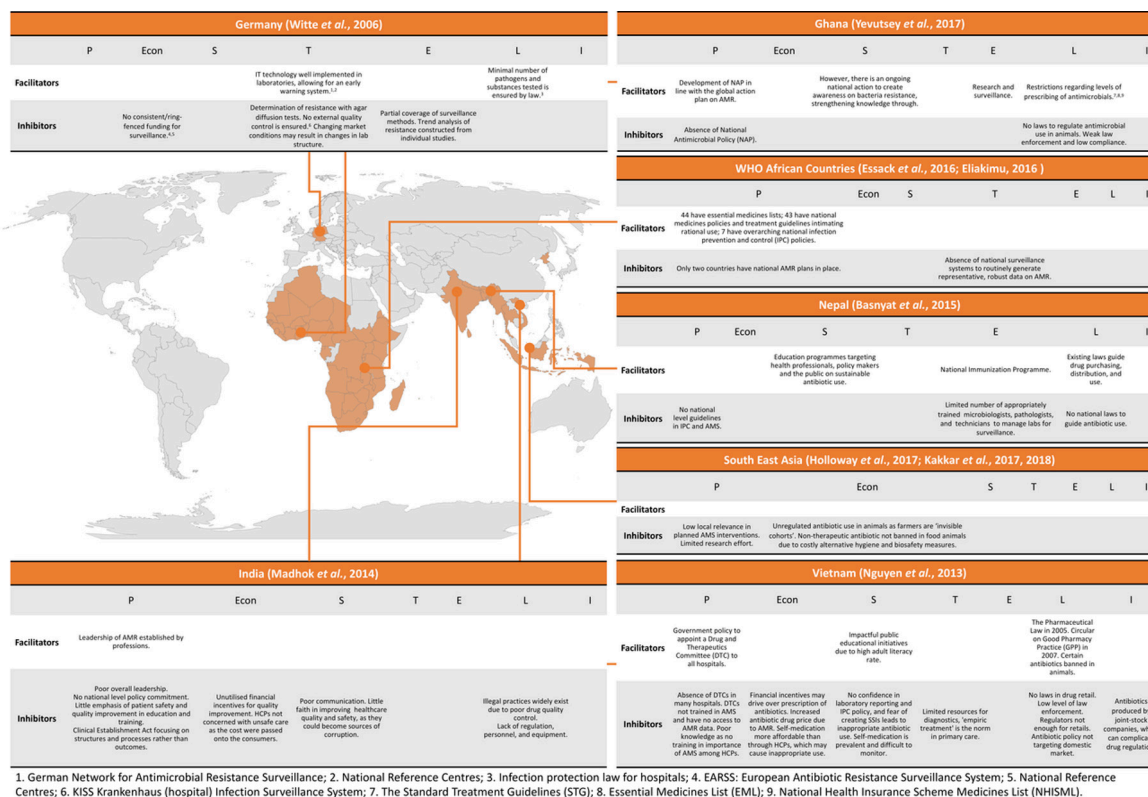 Germany (Witte et al., 2006)
P Econ S T E L I
Facilitators
IT technology well implemented in
laboratories, allowing for an early
warning system.1,2
Minimal number of
pathogens and
substances tested is
ensured by law.3
Inhibitors
No consistent/ring-
fenced funding for
surveillance.4,5
Determination of resistance with agar
diffusion tests. No external quality
control is ensured.6 Changing market
conditions may result in changes in lab
structure.
Partial coverage of surveillance
methods. Trend analysis of
resistance constructed from
individual studies.
Ghana (Yevutsey et al., 2017)
P Econ S T E L I
Facilitators
Development of NAP in
line with the global action
plan on AMR.
However, there is an ongoing
national action to create
awareness on bacteria resistance,
strengthening knowledge through.
Research and
surveillance.
Restrictions regarding levels of
prescribing of antimicrobials.7,8,9
Inhibitors
Absence of National
Antimicrobial Policy (NAP).
No laws to regulate antimicrobial
use in animals. Weak law
enforcement and low compliance.
WHO African Countries (Essack et al., 2016; Eliakimu, 2016 )
P Econ S T E L I
Facilitators
44 have essential medicines lists; 43 have national
medicines policies and treatment guidelines intimating
rational use; 7 have overarching national infection
prevention and control (IPC) policies.
Inhibitors
Only two countries have national AMR plans in place.
Absence of national surveillance
systems to routinely generate
representative, robust data on AMR.
Nepal (Basnyat et al. 2015)
P Econ S T E L I
Facilitators
Education programmes targeting
health professionals, policy makers
and the public on sustainable
antibiotic use.
National Immunization Programme.
Existing laws guide
drug purchasing,
distribution, and
use.
Inhibitors
No national
level guidelines
in IPC and AMS.
Limited number of appropriately
trained microbiologists, pathologists,
and technicians to manage labs for
surveillance.
No national laws to
guide antibiotic use.
South East Asia (Holloway et al., 2017; Kakkar et al., 2017, 2018)
P Econ S T E L I
Facilitators
Inhibitors
Low local relevance in
planned AMS interventions.
Limited research effort.
Unregulated antibiotic use in animals as farmers are 'invisible
cohorts'. Non-therapeutic antibiotic not banned in food animals
due to costly alternative hygiene and biosafety measures.
India (Madhok et al., 2014)
P Econ S T E L I
Facilitators
Leadership of AMR established by
professions.
Inhibitors
Poor overall leadership.
No national level policy commitment.
Little emphasis of patient safety and
quality improvement in education and
training.
Clinical Establishment Act focusing on
structures and processes rather than
outcomes.
Unutilised financial
incentives for quality
improvement. HCPs not
concerned with unsafe care
as the cost were passed
onto the consumers.
Poor communication. Little
faith in improving healthcare
quality and safety, as they
could become sources of
corruption.
Illegal practices widely exist
due to poor drug quality
control.
Lack of regulation,
personnel, and equipment.
Vietnam (Nguyen et al., 2013)
P Econ S T E L I
Facilitators
Government policy to
appoint a Drug and
Therapeutics
Committee (DTC) to
all hospitals.
Impactful public
educational initiatives
due to high adult literacy
rate.
The Pharmaceutical
Law in 2005. Circular
on Good Pharmacy
Practice (GPP) in
2007. Certain
antibiotics banned in
animals.
Inhibitors
Absence of DTCs in
many hospitals. DTCs
not trained in AMS
and have no access to
AMR data. Poor
knowledge as no
training in importance
of AMS among HCPs.
Financial incentives may
drive over prescription of
antibiotics. Increased
antibiotic drug price due
to AMR. Self-medication
more affordable than
through HCPs, which may
cause inappropriate use.
No confidence in
laboratory reporting and
IPC policy, and fear of
creating SSIs leads to
inappropriate antibiotic
use. Self-medication is
prevalent and difficult to
monitor.
Limited resources for
diagnostics, 'empiric
treatment' is the norm
in primary care.
No laws in drug retail.
Low level of law
enforcement.
Regulators not
enough for retails.
Antibiotic policy not
targeting domestic
market.
Antibiotics
produced b
joint-stock
companies, wh
can complica
drug regulati
1. German Network for Antimicrobial Resistance Surveillance; 2. National Reference Centres; 3. Infection protection law for hospitals; 4. EARSS: European Antibiotic Resistance Surveillance System; 5. National Reference
Centres; 6. KISS Krankenhaus (hospital) Infection Surveillance System; 7. The Standard Treatment Guidelines (STG); 8. Essential Medicines List (EML); 9. National Health Insurance Scheme Medicines List (NHISML).